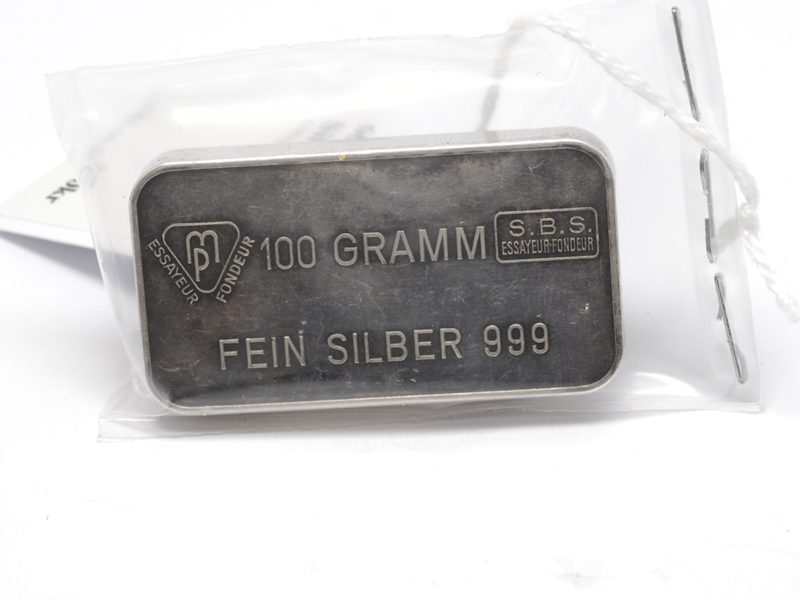 MP
ESSAYEUR
FONDEUR
100 GRAMM
S.B.S.
ESSAYEUR-FONDEUR
FEIN SILBER 999